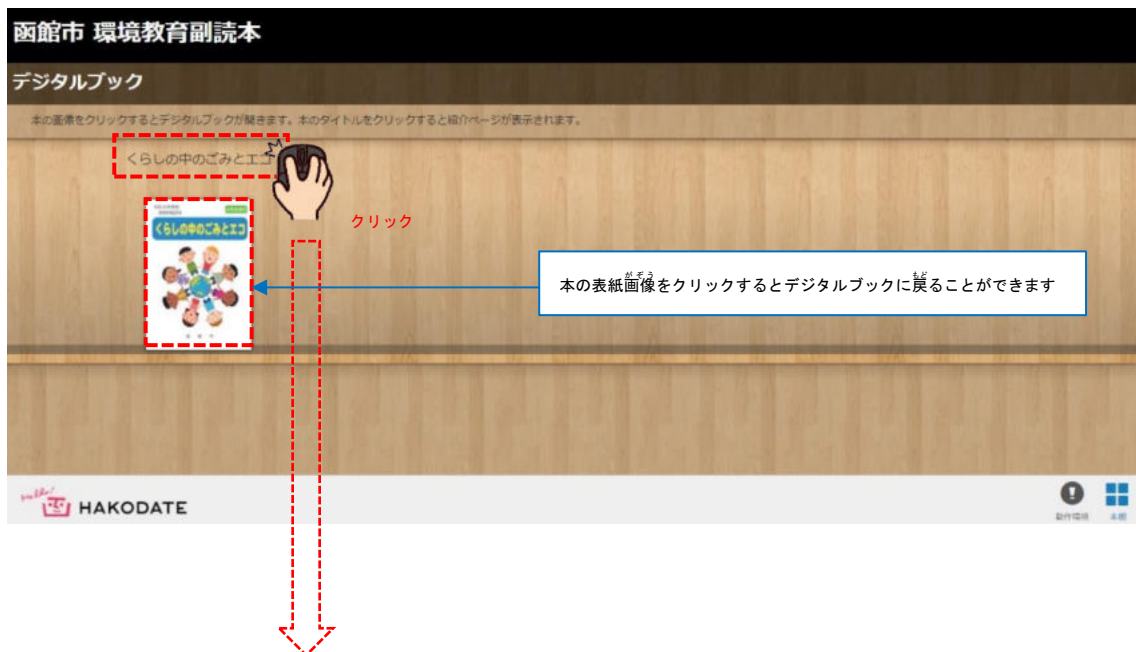 函館市 環境教育副読本
デジタルブック
本の画像をクリックするとデジタルブックが開きます。本のタイトルをクリックすると紹介ページが表示されます。
くらしの中のごみとエコ
クリック
くらしの中のごみとエコ
がぞう もど
本の表紙画像をクリックするとデジタルブックに戻ることができます
Hello!
HAKODATE
動作環境 本棚